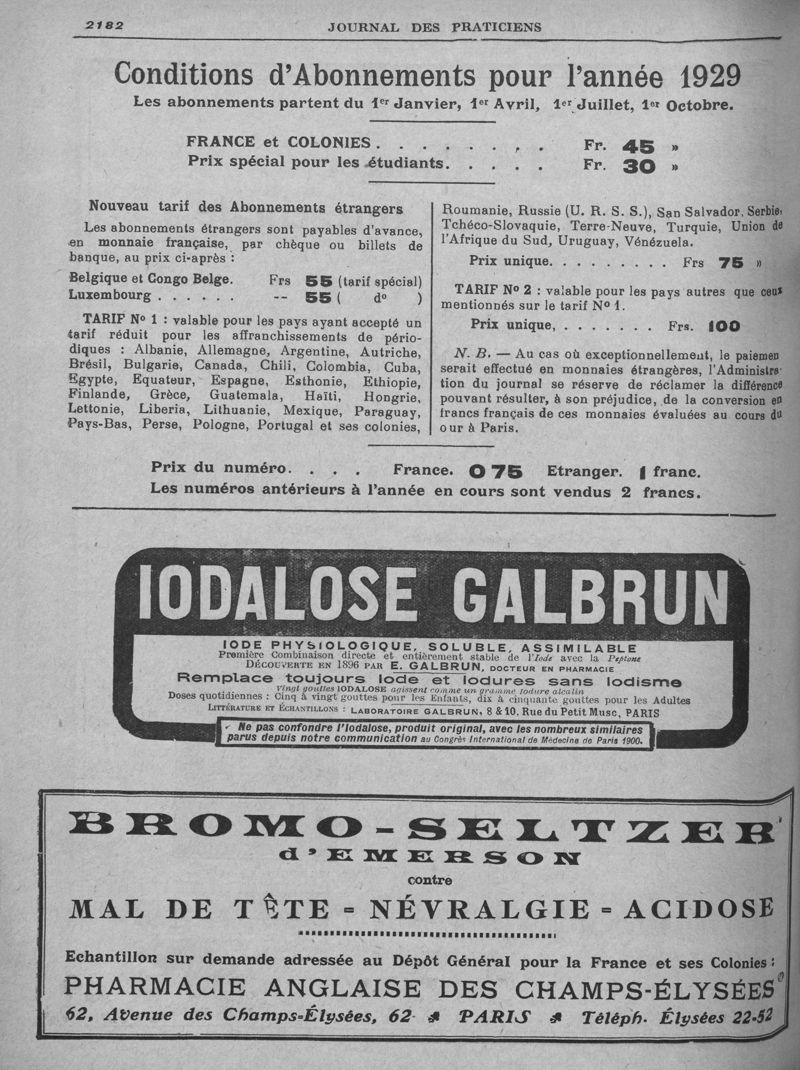 2182
JOURNAL DES PRATICIENS
Conditions d'Abonnements pour l'année 1929
Les abonnements partent du 1er Janvier, 1er Avril, 1er Juillet, 1er Octobre.
FRANCE et COLONIES . . . . . . . , . . Fr. 45 »
Prix spécial pour les étudiants. . . . . Fr. 30 »
Nouveau tarif des Abonnements étrangers
Les abonnements étrangers sont payables d'avance,
en monnaie française, par chèque ou billets de
banque, au prix ci-après :
Belgique et Congo Belge. Frs 55 (tarif spécial)
Luxembourg . . . . . . -- 55 ( do )
TARIF No 1 : valable pour les pays ayant accepté un
tarif réduit pour les affranchissements de pério-
diques : Albanie, Allemagne, Argentine, Autriche,
Brésil, Bulgarie, Canada, Chili, Colombia, Cuba,
Egypte, Equateur, Espagne, Esthonie, Ethiopie,
Finlande, Grèce, Guatemala, Haïti, Hongrie,
Lettonie, Liberia, Lithuanie, Mexique, Paraguay,
Pays-Bas, Perse, Pologne, Portugal et ses colonies,
Roumanie, Russie (U. R. S. S.), San Salvador, Serbie,
Tchéco-Slovaquie, Terre-Neuve, Turquie, Union de
l'Afrique du Sud, Uruguay, Vénézuela.
Prix unique. . . . . . . . . Frs 75 »
TARIF No 2 : valable pour les pays autres que ceux
mentionnés sur le tarif No 1.
Prix unique, . . . . . . . Frs. 100
N. B. — Au cas où exceptionnellement, le paiemen
serait effectué en monnaies étrangères, l'Administra-
tion du journal se réserve de réclamer la différence
pouvant résulter, à son préjudice, de la conversion en
francs français de ces monnaies évaluées au cours du
our à Paris.
Prix du numéro. . . . France. 0 75 Etranger. 1 franc.
Les numéros antérieurs à l'année en cours sont vendus 2 francs.
IODALOSE GALBRUN
IODE PHYSIOLOGIQUE, SOLUBLE, ASSIMILABLE
Première Combinaison directe et entièrement stable de l'Iode avec la Peptone
DÉCOUVERTE EN 1896 PAR E. GALBRUN, DOCTEUR EN PHARMACIE
Remplace toujours Iode et Iodures sans Iodisme
Vingt gouttes IODALOSE agissent comme un gramme Iodure alcalin
Doses quotidiennes : Cinq à vingt gouttes pour les Enfants, dix à cinquante gouttes pour les Adultes
LITTÉRATURE ET ÉCHANTILLONS : LABORATOIRE GALBRUN, 8 & 10, Rue du Petit Musc, PARIS
Ne pas confondre l'Iodalose, produit original, avec les nombreux similaires
parus depuis notre communication au Congrès International de Médecine de Paris 1900.
BROMO-SELTZER
d'EMERSON
contre
MAL DE TÊTE = NÉVRALGIE = ACIDOSE
Echantillon sur demande adressée au Dépôt Général pour la France et ses Colonies :
PHARMACIE ANGLAISE DES CHAMPS-ÉLYSÉES
62, Avenue des Champs=Élysées, 62 PARIS Téléph. Élysées 22-52